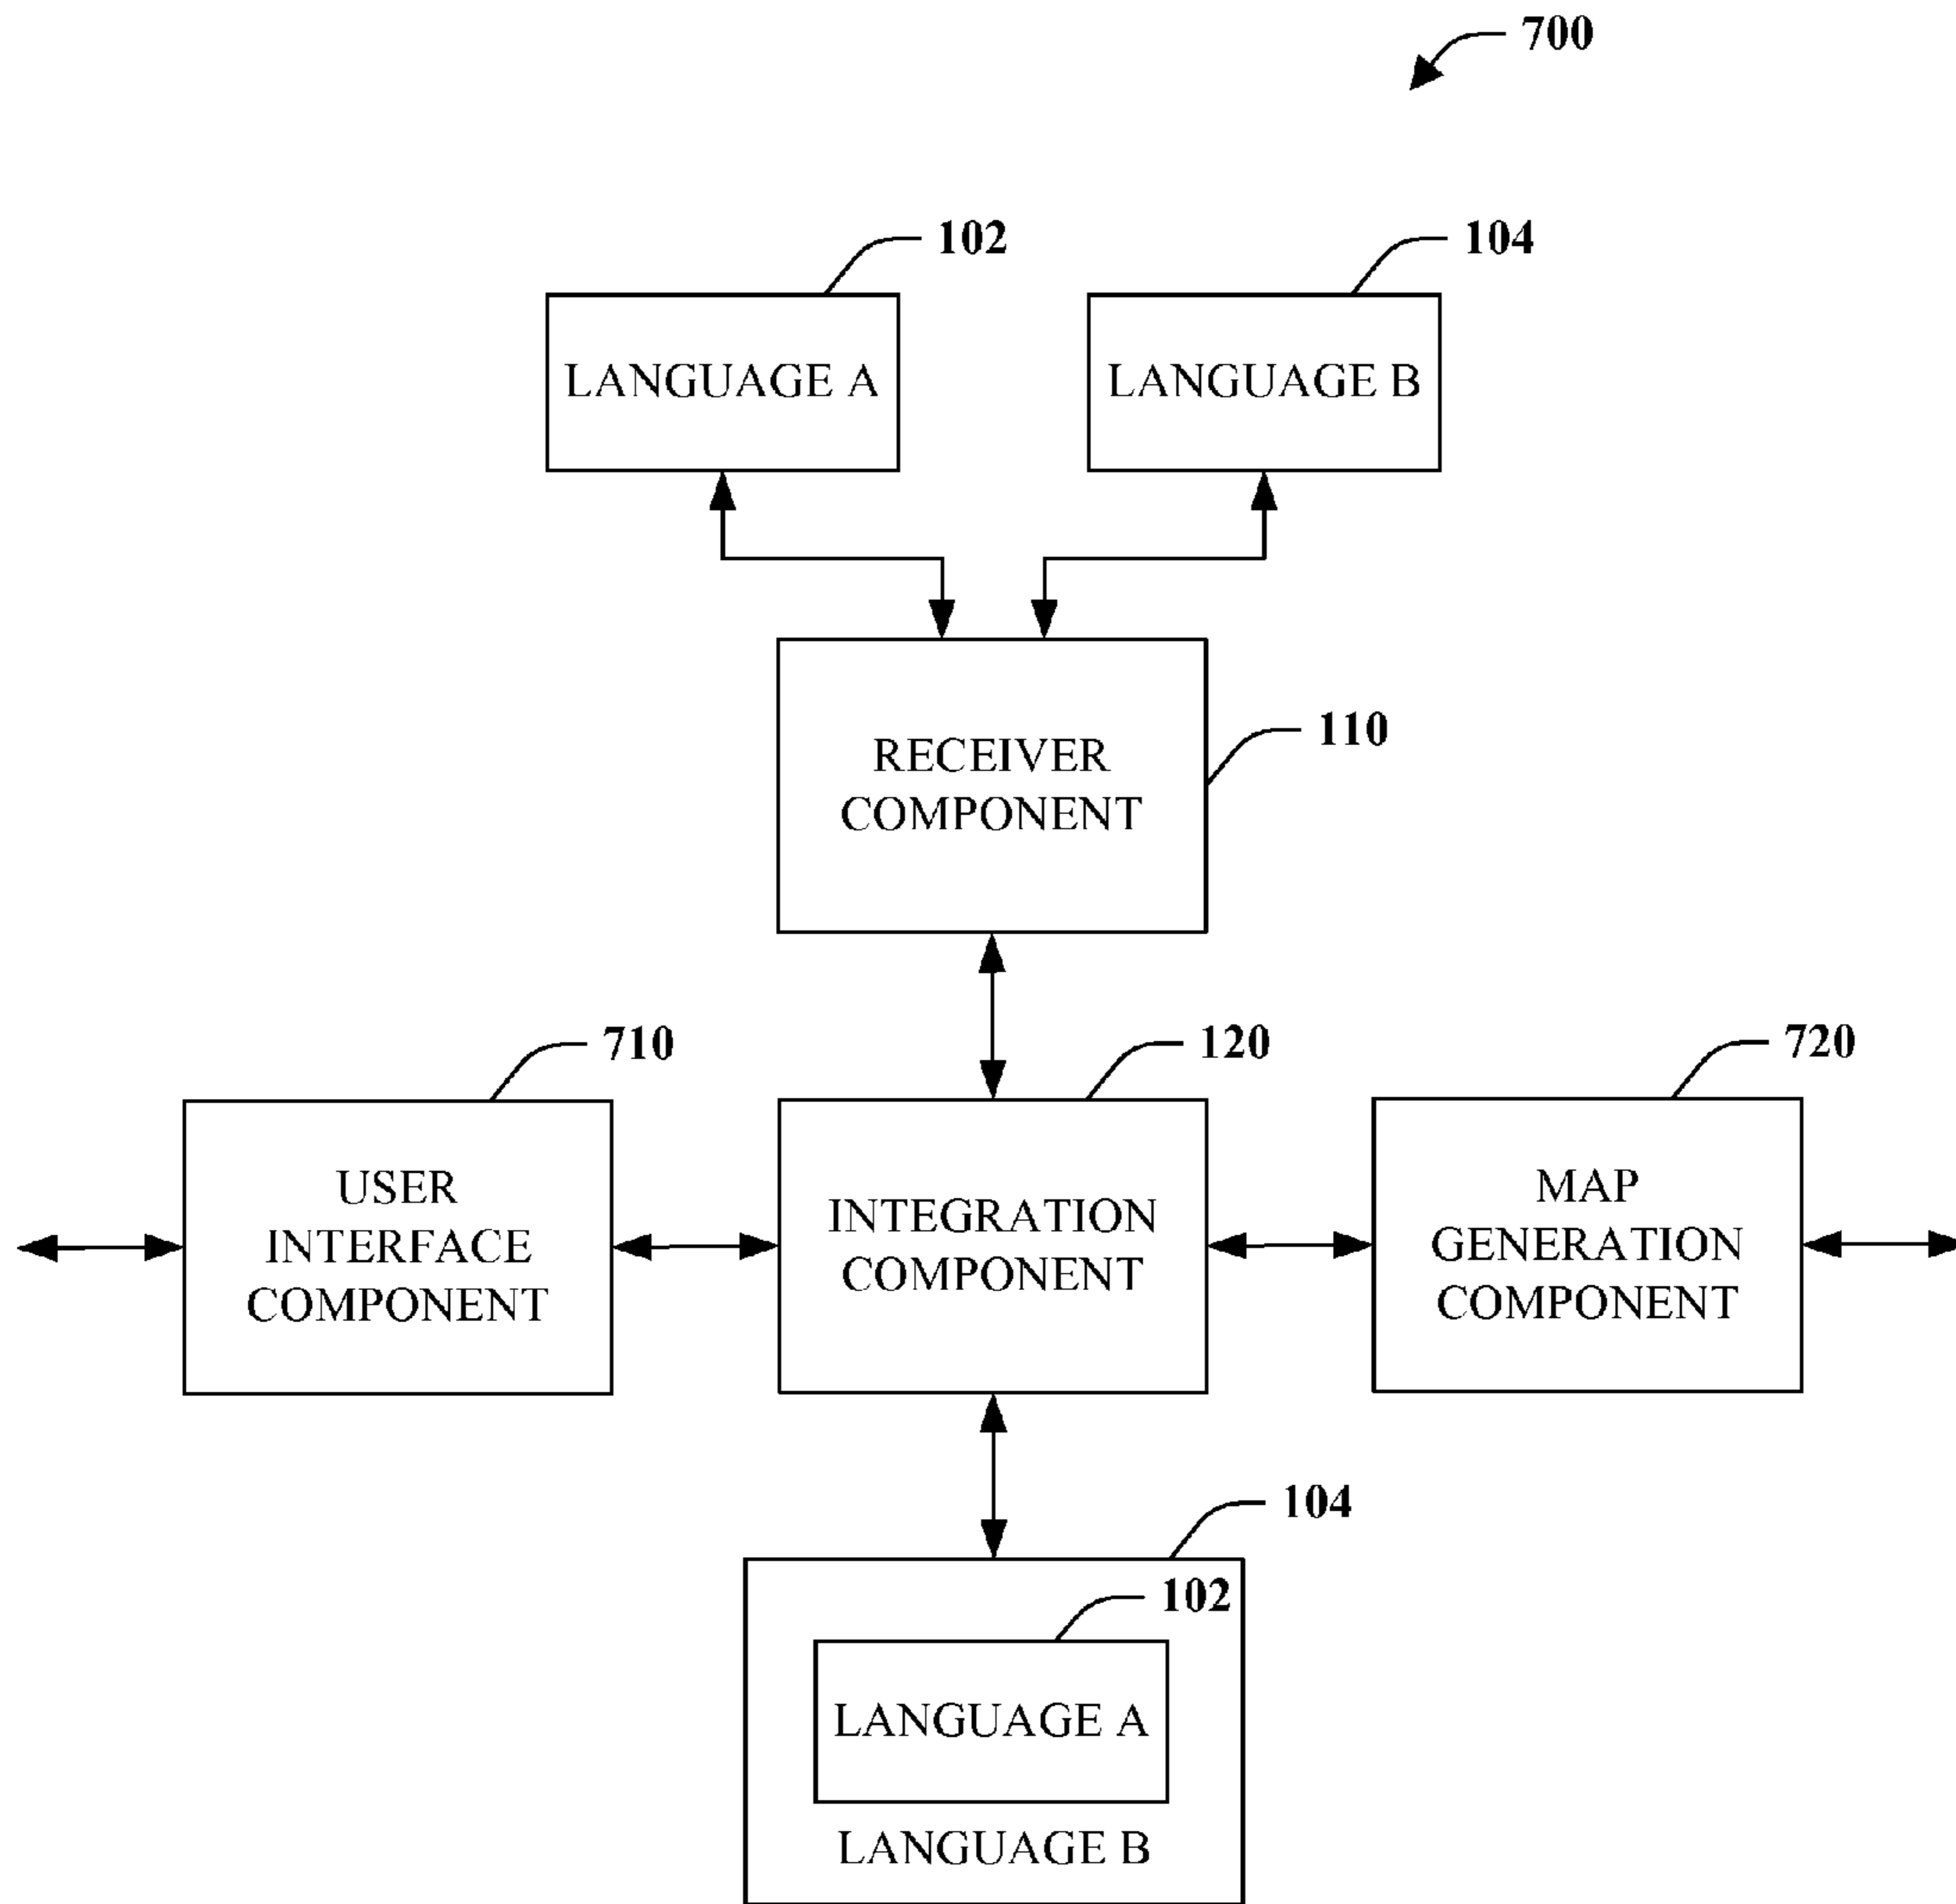 700
102
104
LANGUAGE A
LANGUAGE B
110
RECEIVER
COMPONENT
710
120
720
USER
INTERFACE
COMPONENT
INTEGRATION
COMPONENT
MAP
GENERATION
COMPONENT
104
102
LANGUAGE A
LANGUAGE B